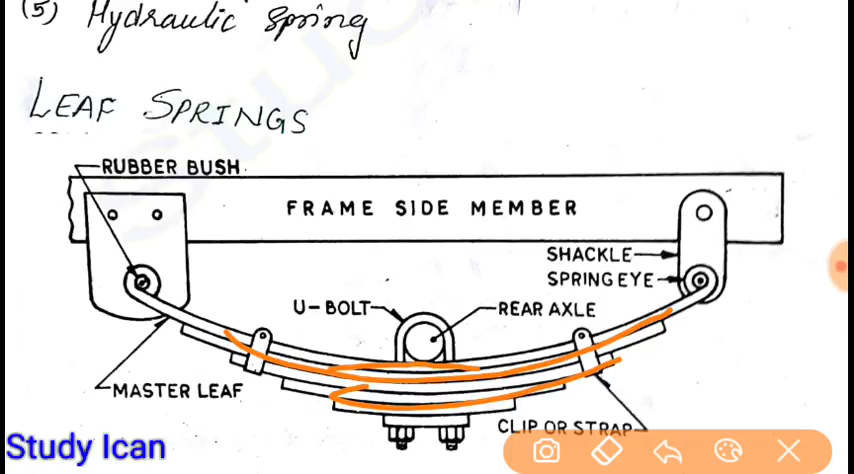 (5) Hydraulic Spring
LEAF SPRINGS
RUBBER BUSH
FRAME SIDE MEMBER
SHACKLE
SPRING EYE
U-BOLT
REAR AXLE
MASTER LEAF
CLIP OR STRAP
Study Ican